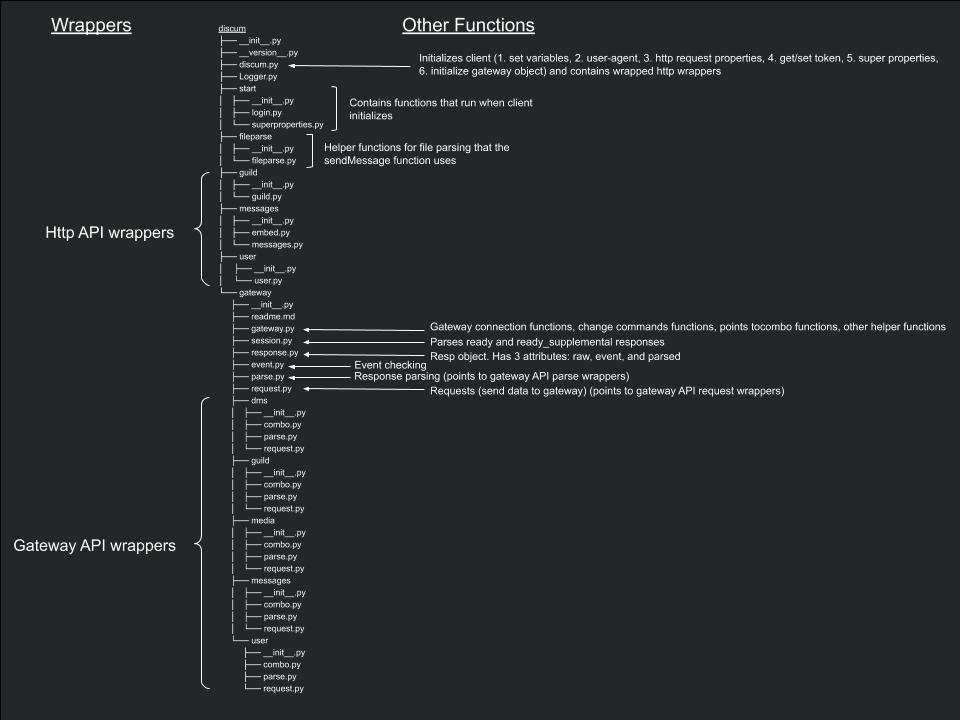 Wrappers
Other Functions
discum
__init__.py
__version__.py
discum.py
Initializes client (1. set variables, 2. user-agent, 3. http request properties, 4. get/set token, 5. super properties,
6. initialize gateway object) and contains wrapped http wrappers
Logger.py
start
__init__.py
login.py
superproperties.py
Contains functions that run when client
initializes
fileparse
__init__.py
fileparse.py
Helper functions for file parsing that the
sendMessage function uses
Http API wrappers
guild
__init__.py
guild.py
messages
__init__.py
embed.py
messages.py
user
__init__.py
user.py
gateway
__init__.py
readme.md
gateway.py
Gateway connection functions, change commands functions, points tocombo functions, other helper functions
session.py
Parses ready and ready_supplemental responses
response.py
Resp object. Has 3 attributes: raw, event, and parsed
event.py
Event checking
parse.py
Response parsing (points to gateway API parse wrappers)
request.py
Requests (send data to gateway) (points to gateway API request wrappers)
Gateway API wrappers
dms
__init__.py
combo.py
parse.py
request.py
guild
__init__.py
combo.py
parse.py
request.py
media
__init__.py
combo.py
parse.py
request.py
messages
__init__.py
combo.py
parse.py
request.py
user
__init__.py
combo.py
parse.py
request.py